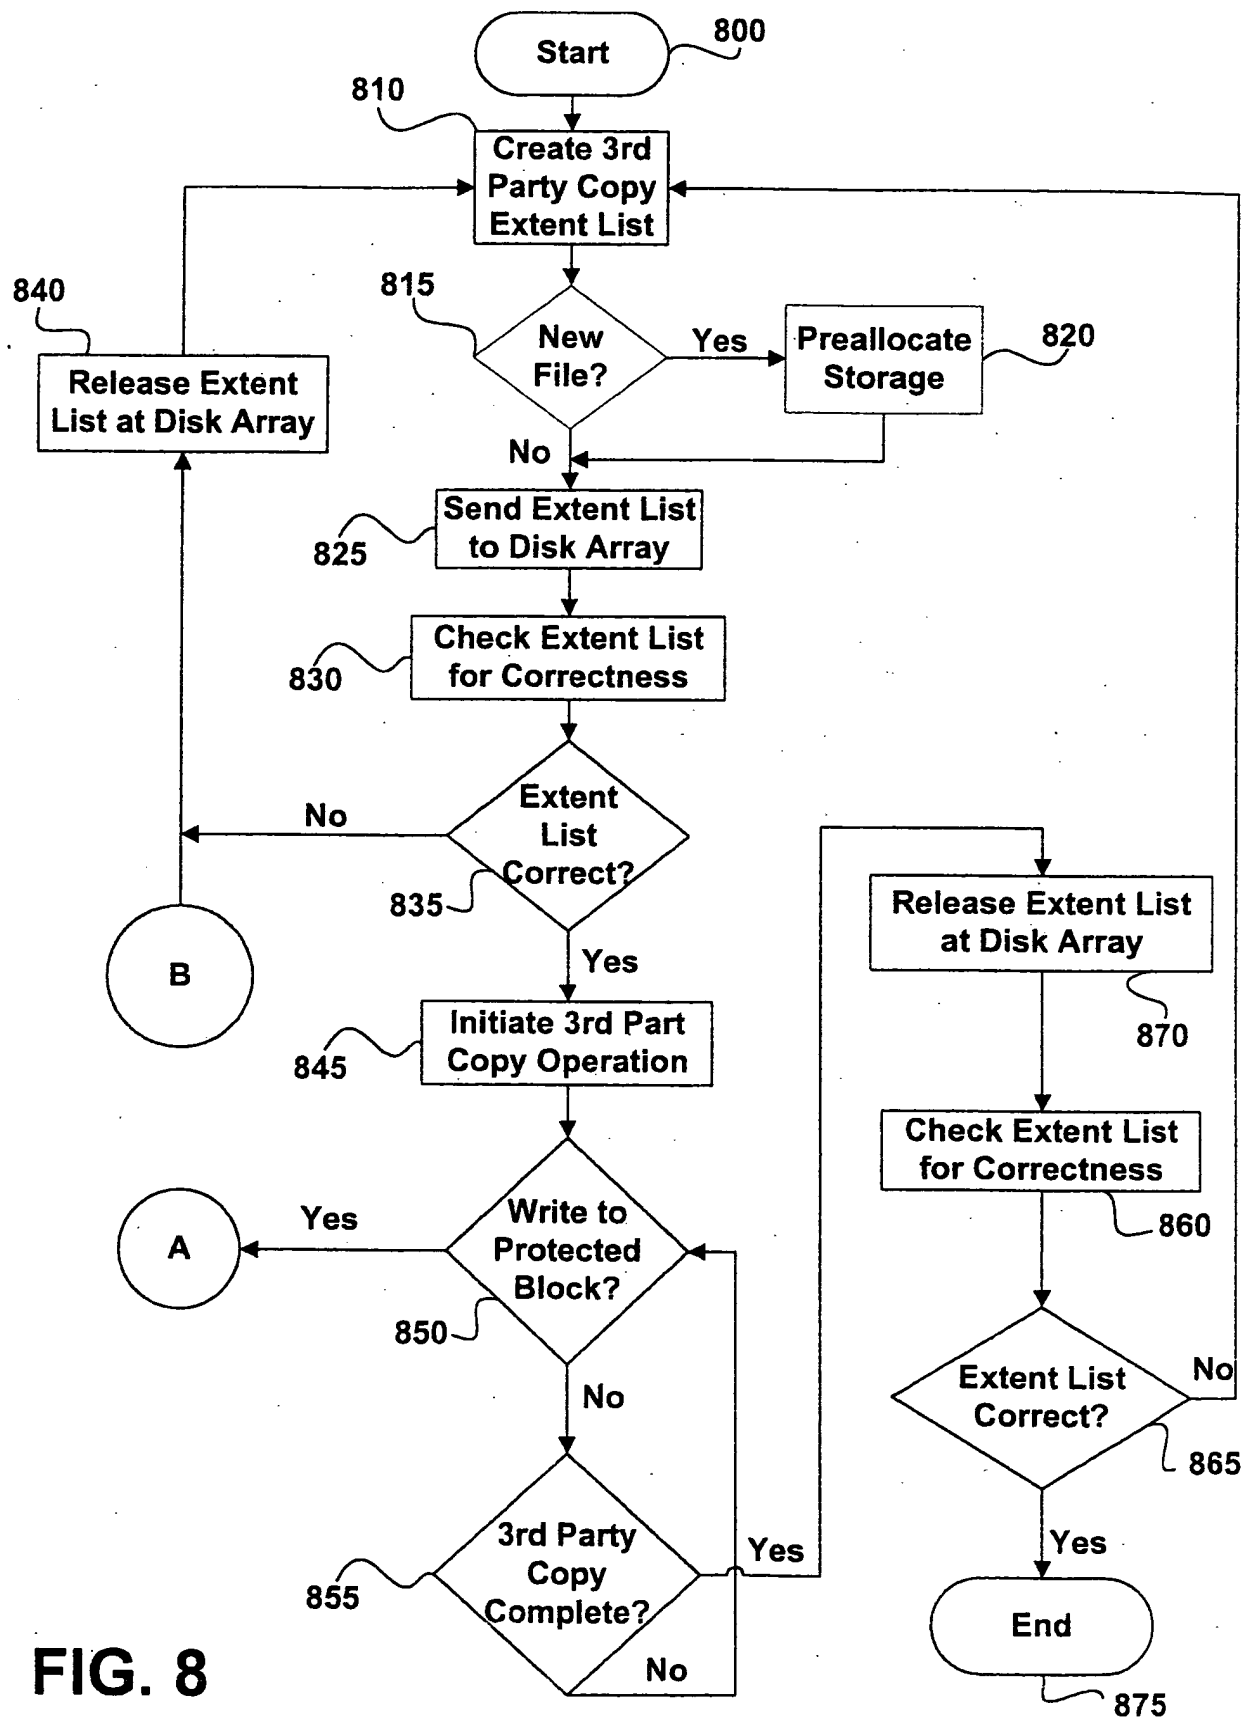 Start
800
810
Create 3rd
Party Copy
Extent List
840
815
New
File?
Yes
Preallocate
Storage
820
Release Extent
List at Disk Array
No
Send Extent List
to Disk Array
825
Check Extent List
for Correctness
830
Extent
List
Correct?
No
835
Yes
B
Release Extent List
at Disk Array
870
Initiate 3rd Part
Copy Operation
845
Check Extent List
for Correctness
860
Write to
Protected
Block?
Yes
A
850
No
Extent List
Correct?
No
865
3rd Party
Copy
Complete?
Yes
855
No
Yes
End
875
FIG. 8